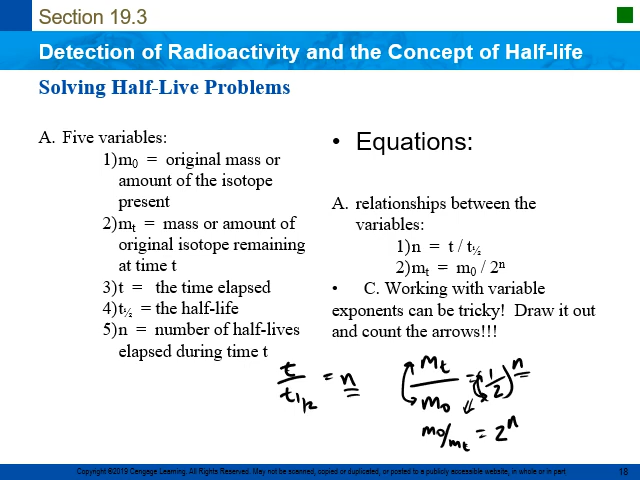 Section 19.3
Detection of Radioactivity and the Concept of Half-life
Solving Half-Live Problems
A. Five variables:
1)m₀ = original mass or
amount of the isotope
present
2)mₜ = mass or amount of
original isotope remaining
at time t
3)t = the time elapsed
4)t½ = the half-life
5)n = number of half-lives
elapsed during time t
• Equations:
A. relationships between the
variables:
1)n = t / t½
2)mₜ = m₀ / 2ⁿ
• C. Working with variable
exponents can be tricky! Draw it out
and count the arrows!!!
t/t1/2 = n
mt/mo = (1/2)ⁿ
mo/mt = 2ⁿ
Copyright ©2019 Cengage Learning. All Rights Reserved. May not be scanned, copied or duplicated, or posted to a publicly accessible website, in whole or in part.
18